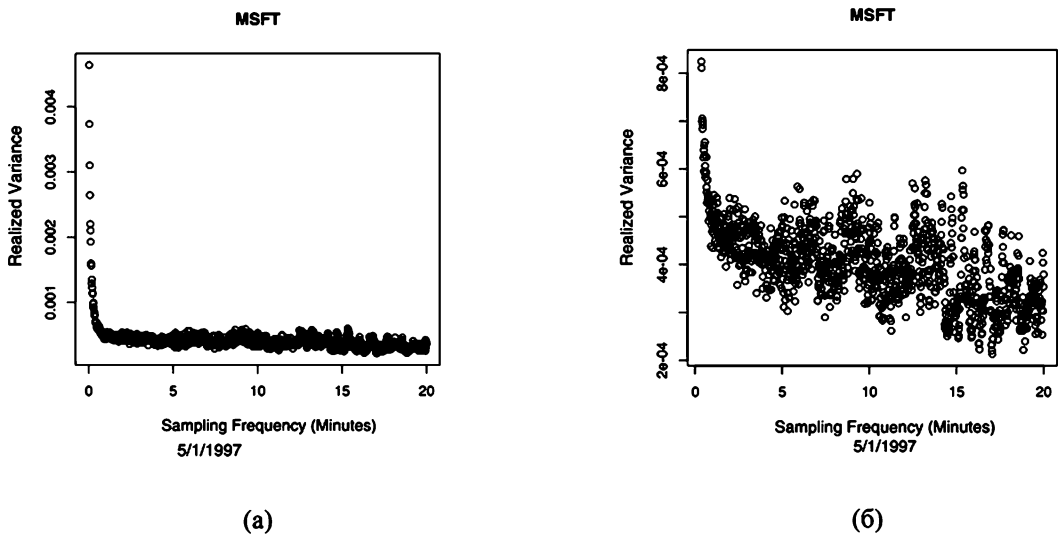 MSFT
Realized Variance
0.004
0.003
0.002
0.001
0 5 10 15 20
Sampling Frequency (Minutes)
5/1/1997
(а)
MSFT
Realized Variance
8e-04
6e-04
4e-04
2e-04
0 5 10 15 20
Sampling Frequency (Minutes)
5/1/1997
(б)